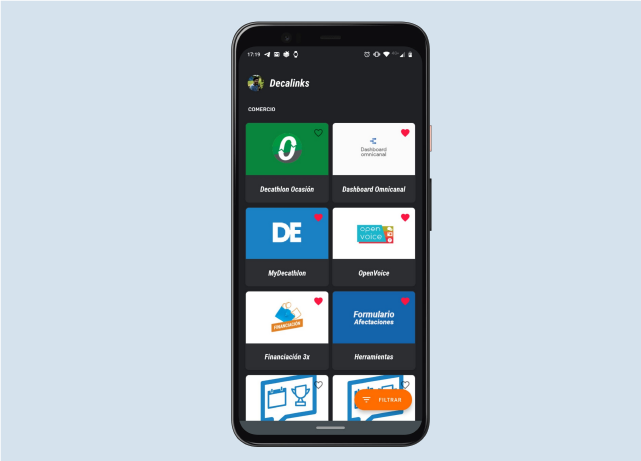 17:19
Decalinks
COMERCIO
Dashboard
omnicanal
Decathlon Ocasión
Dashboard Omnicanal
DE
open
voice
MyDecathlon
OpenVoice
FINANCIACIÓN
Formulario
Afectaciones
Financiación 3x
Herramientas
FILTRAR